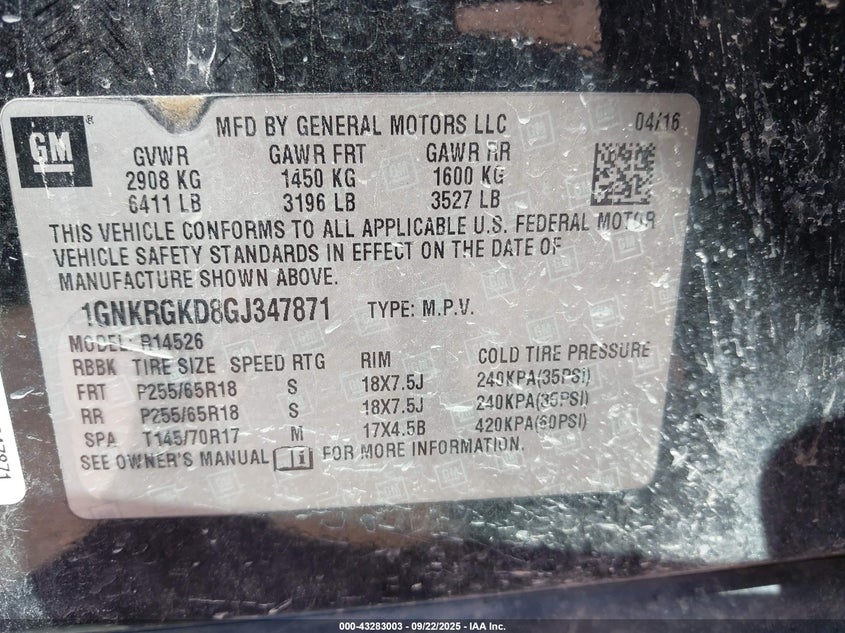 GM ® MFD BY GENERAL MOTORS LLC 04/16
GVWR GAWR FRT GAWR RR
2908 KG 1450 KG 1600 KG
6411 LB 3196 LB 3527 LB
THIS VEHICLE CONFORMS TO ALL APPLICABLE U.S. FEDERAL MOTOR
VEHICLE SAFETY STANDARDS IN EFFECT ON THE DATE OF
MANUFACTURE SHOWN ABOVE.
1GNKRGKD8GJ347871 TYPE: M.P.V.
MODEL: R14526
RBBK TIRE SIZE SPEED RTG RIM COLD TIRE PRESSURE
FRT P255/65R18 S 18X7.5J 240KPA(35PSI)
RR P255/65R18 S 18X7.5J 240KPA(35PSI)
SPA T145/70R17 M 17X4.5B 420KPA(60PSI)
SEE OWNER'S MANUAL FOR MORE INFORMATION.
000-43283003 - 09/22/2025 - IAA Inc.